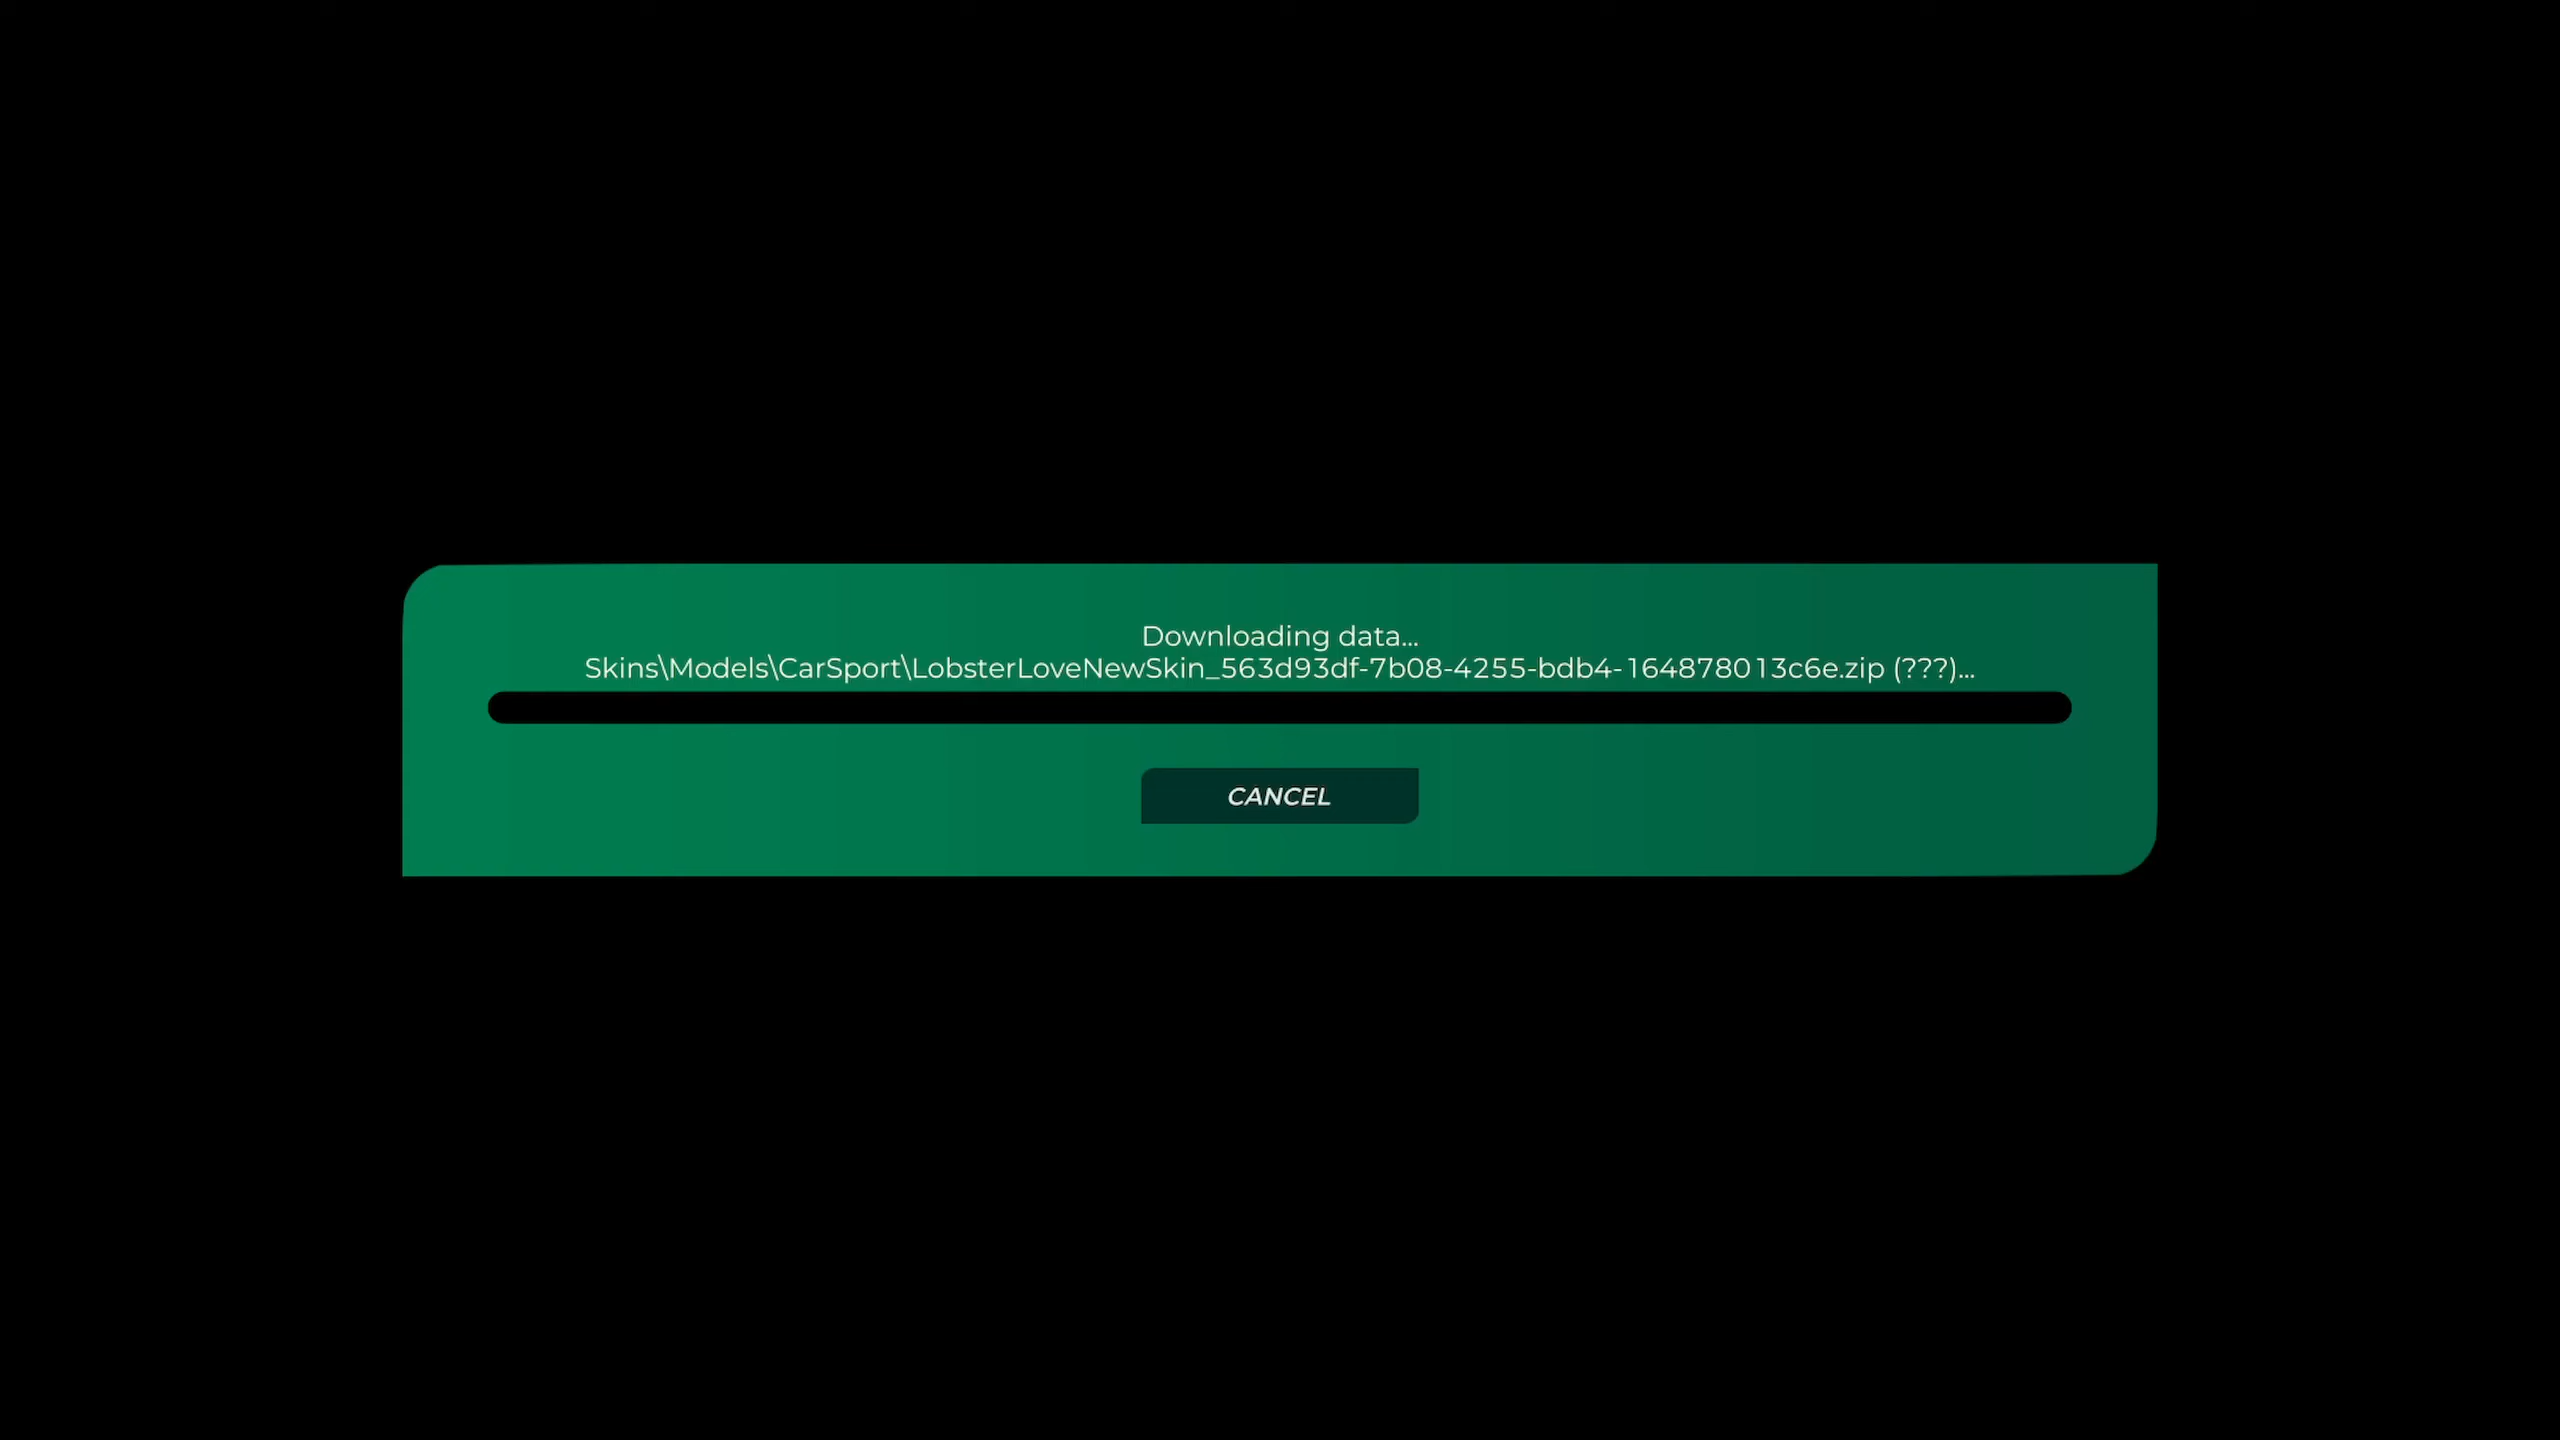 Downloading data...
Skins\Models\CarSport\LobsterLoveNewSkin_563d93df-7b08-4255-bdb4-164878013c6e.zip (???)...
CANCEL